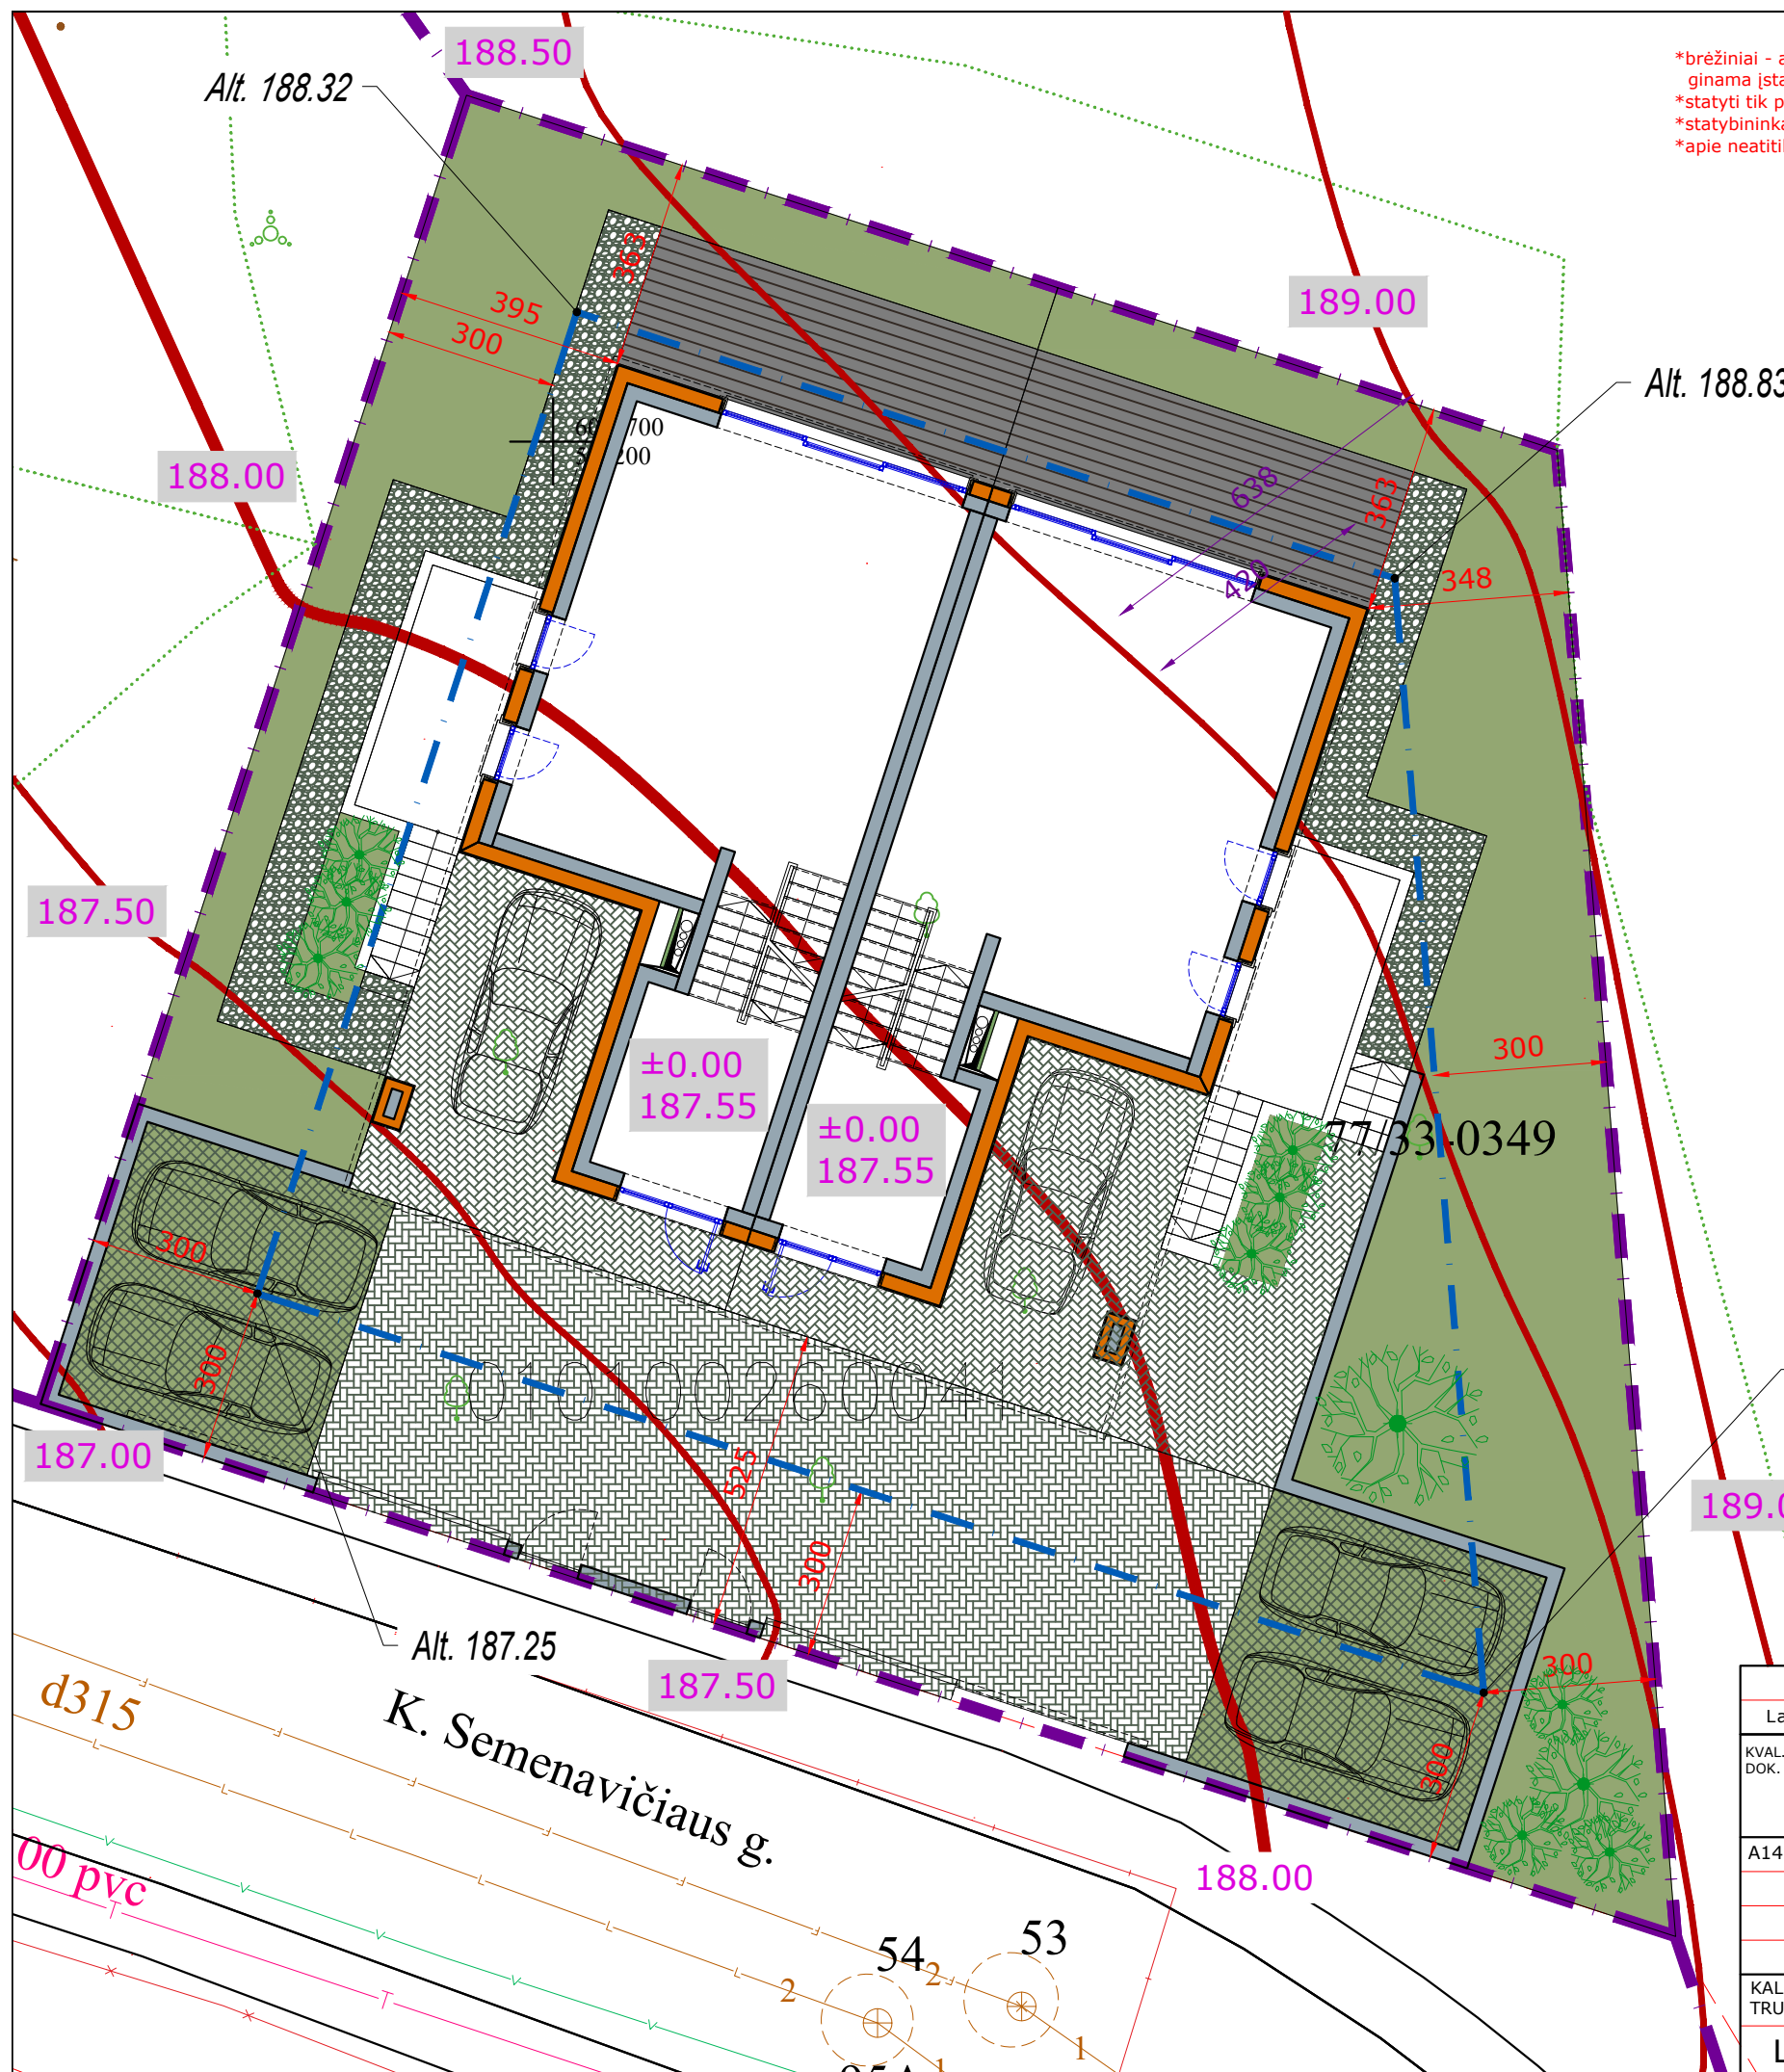 188.50
Alt. 188.32
*brėžiniai - a
ginama įsta
*statyti tik p
*statybininka
*apie neatitil
363
395
300
189.00
Alt. 188.83
700
200
188.00
638
363
420
348
187.50
±0.00
187.55
±0.00
187.55
300
77-33-0349
300
300
525
300
187.00
189.0
Alt. 187.25
187.50
300
300
d315
K. Semenavičiaus g.
La
KVAL.
DOK.
A14
188.00
00 pvc
53
54
2
2
1
1
KAL
TRU
L